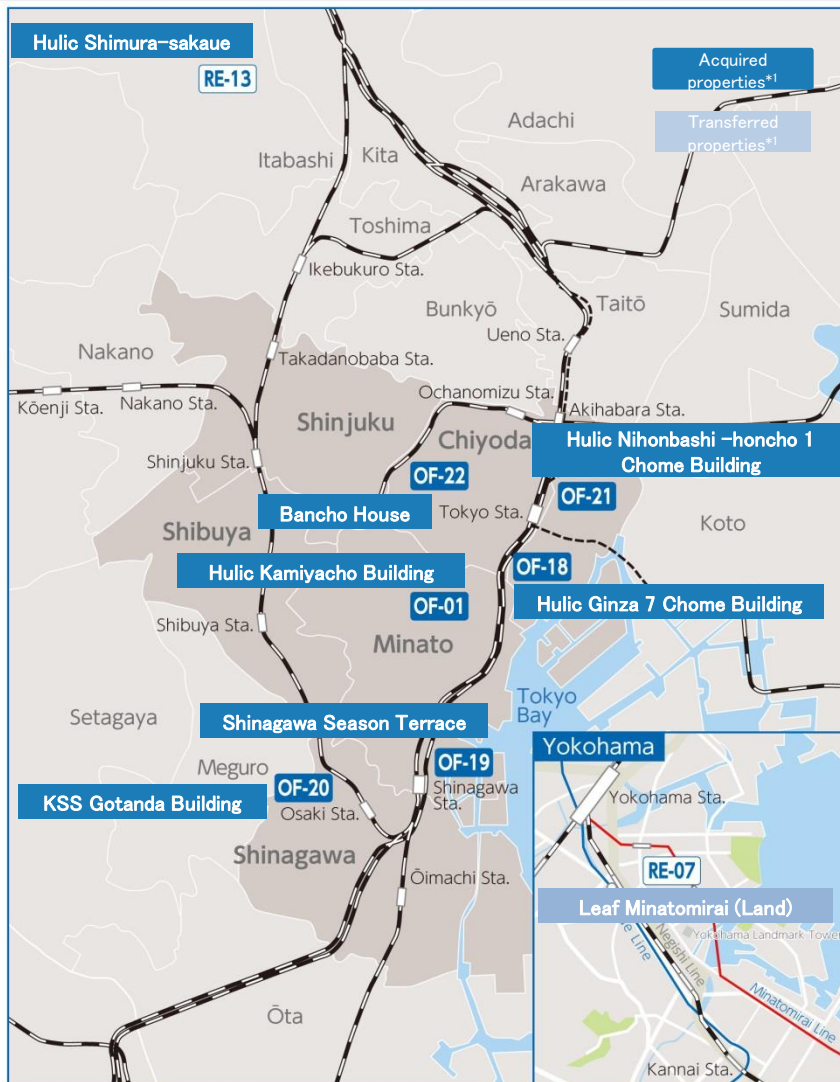 Hulic Shimura-sakaue
RE-13
Acquired
properties*1
Transferred
properties*1
Adachi
Kita
Itabashi
Arakawa
Toshima
Ikebukuro Sta.
Bunkyō
Taitō
Sumida
Ueno Sta.
Nakano
Takadanobaba Sta.
Kōenji Sta.
Nakano Sta.
Ochanomizu Sta.
Akihabara Sta.
Shinjuku
Chiyoda
Hulic Nihonbashi -honcho 1
Chome Building
Shinjuku Sta.
OF-22
OF-21
Bancho House
Tokyo Sta.
Koto
Shibuya
OF-18
Hulic Kamiyacho Building
OF-01
Hulic Ginza 7 Chome Building
Shibuya Sta.
Minato
Setagaya
Tokyo
Bay
Shinagawa Season Terrace
Yokohama
Meguro
OF-19
OF-20
Shinagawa
Sta.
KSS Gotanda Building
Osaki Sta.
Yokohama Sta.
Shinagawa
RE-07
Ōimachi Sta.
Leaf Minatomirai (Land)
Yokohama Landmark Tower
e Line
Negishi Line
Minatomirai Line
Ōta
Kannai Sta.